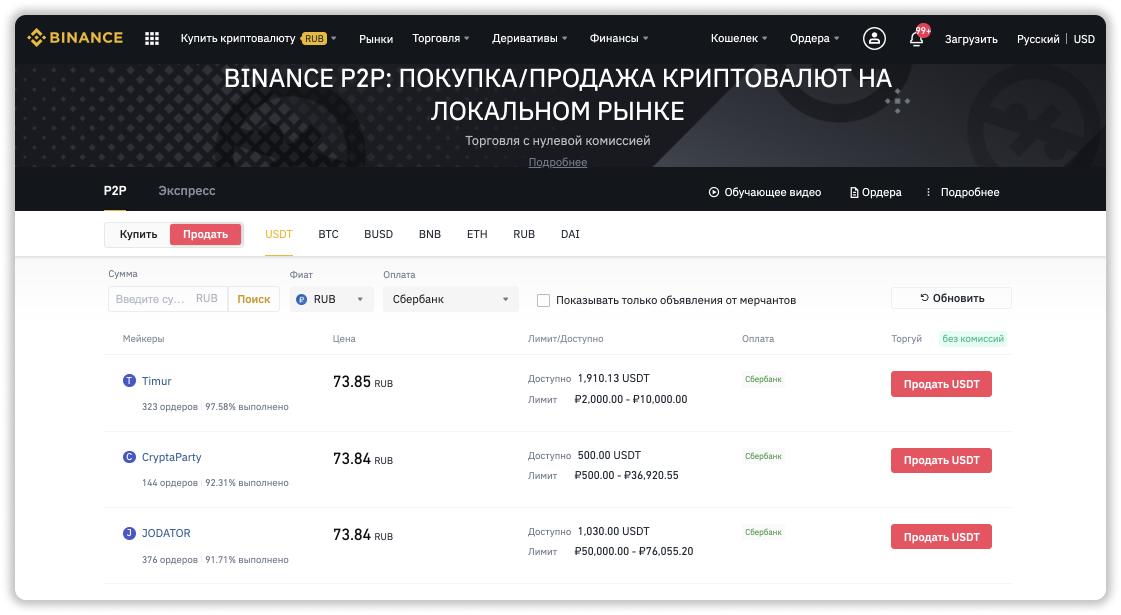 BINANCE Купить криптовалюту RUB Рынки Торговля Деривативы Финансы Кошелек Ордера 99+ Загрузить Русский USD
BINANCE P2P: ПОКУПКА/ПРОДАЖА КРИПТОВАЛЮТ НА
ЛОКАЛЬНОМ РЫНКЕ
Торговля с нулевой комиссией
Подробнее
P2P Экспресс Обучающее видео Ордера Подробнее
Купить Продать USDT BTC BUSD BNB ETH RUB DAI
Сумма Фиат Оплата
Введите су... RUB Поиск ₽ RUB Сбербанк Показывать только объявления от мерчантов Обновить
Мейкеры Цена Лимит/Доступно Оплата Торгуй без комиссий
T Timur 73.85 RUB Доступно 1,910.13 USDT Сбербанк Продать USDT
323 ордеров 97.58% выполнено Лимит ₽2,000.00 - ₽10,000.00
C CryptaParty 73.84 RUB Доступно 500.00 USDT Сбербанк Продать USDT
144 ордеров 92.31% выполнено Лимит ₽500.00 - ₽36,920.55
J JODATOR 73.84 RUB Доступно 1,030.00 USDT Сбербанк Продать USDT
376 ордеров 91.71% выполнено Лимит ₽50,000.00 - ₽76,055.20